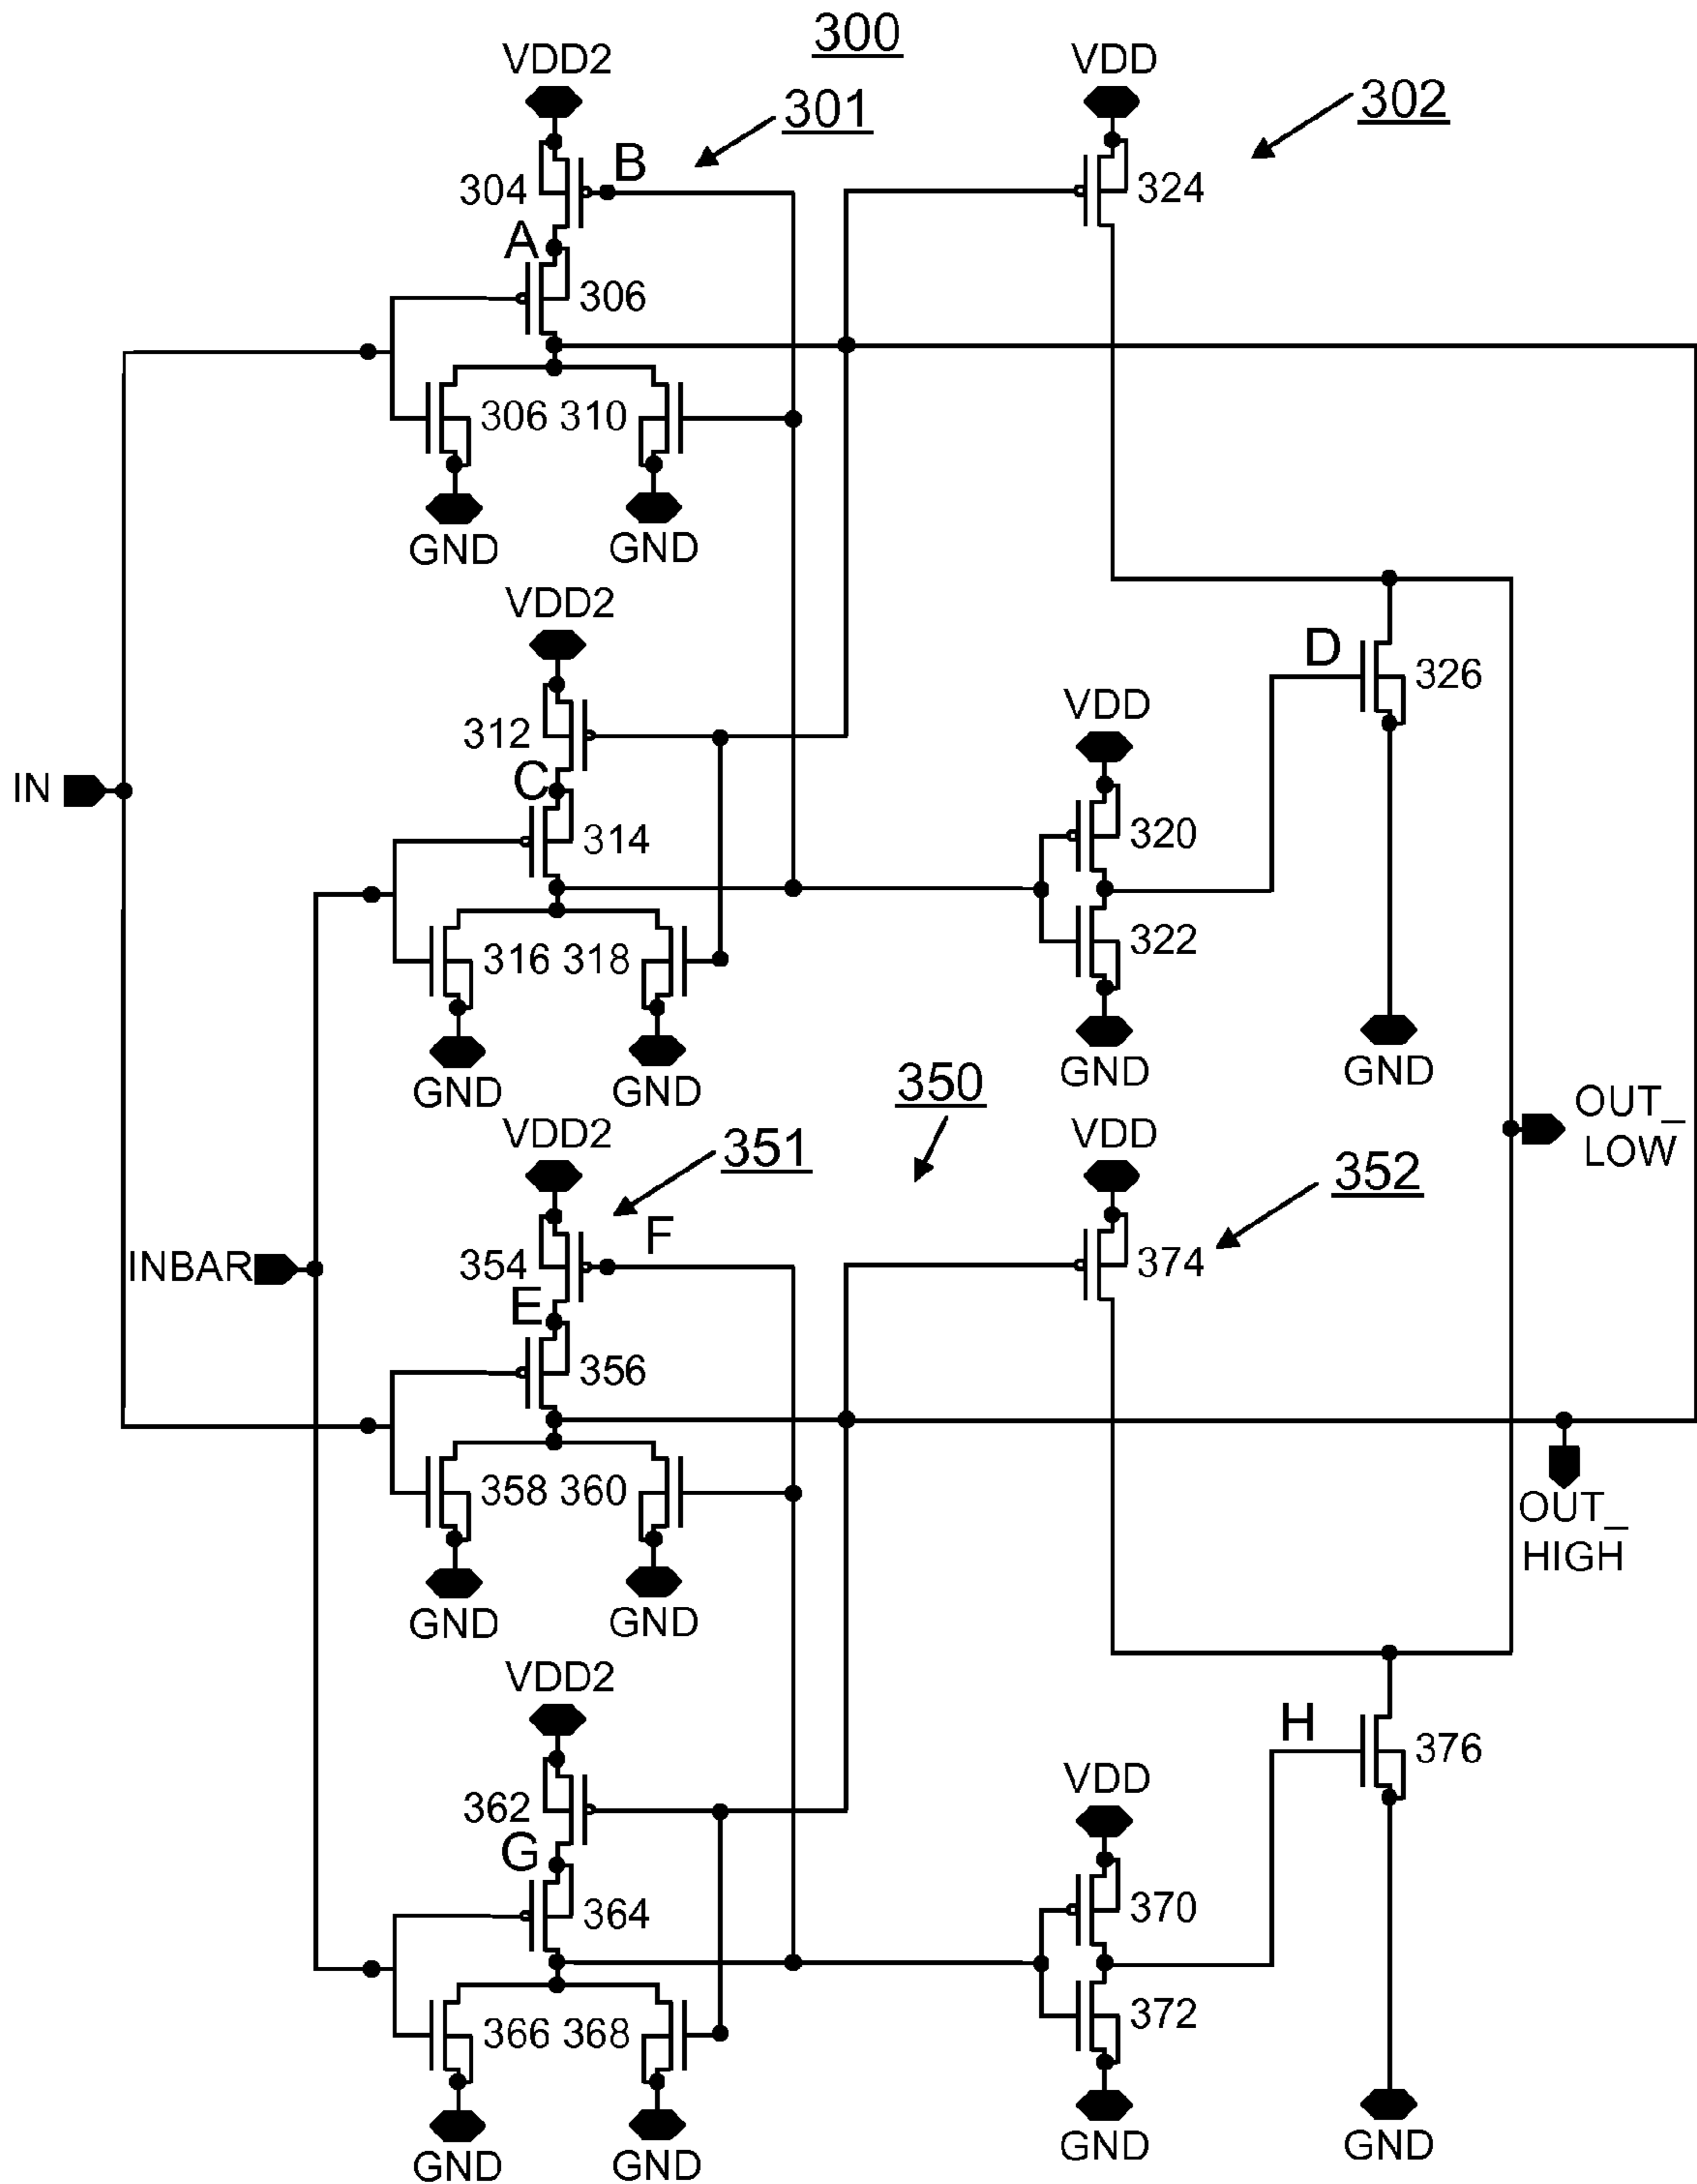 300
VDD2
VDD
301
302
B
304
324
A
306
306
310
GND
GND
VDD2
D
326
VDD
312
C
IN
314
320
316
318
322
GND
GND
GND
GND
350
OUT_
LOW
VDD2
VDD
351
352
F
INBAR
354
374
E
356
358
360
OUT_
HIGH
GND
GND
VDD2
H
376
VDD
362
G
364
370
366
368
372
GND
GND
GND
GND